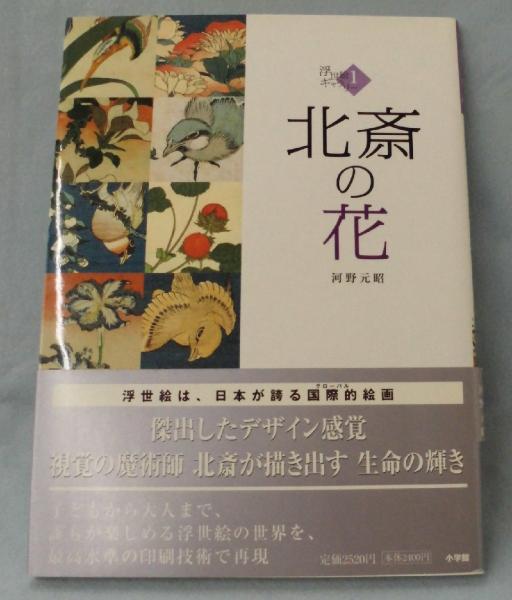 浮世絵
ギャラリー
1
北斎
の
花
河野元昭
グローバル
浮世絵は、日本が誇る国際的絵画
傑出したデザイン感覚
視覚の魔術師 北斎が描き出す 生命の輝き
子どもから大人まで、
が楽しめる浮世絵の世界を、
最高水準の印刷技術で再現
定価2520円 本体2400円
小学館